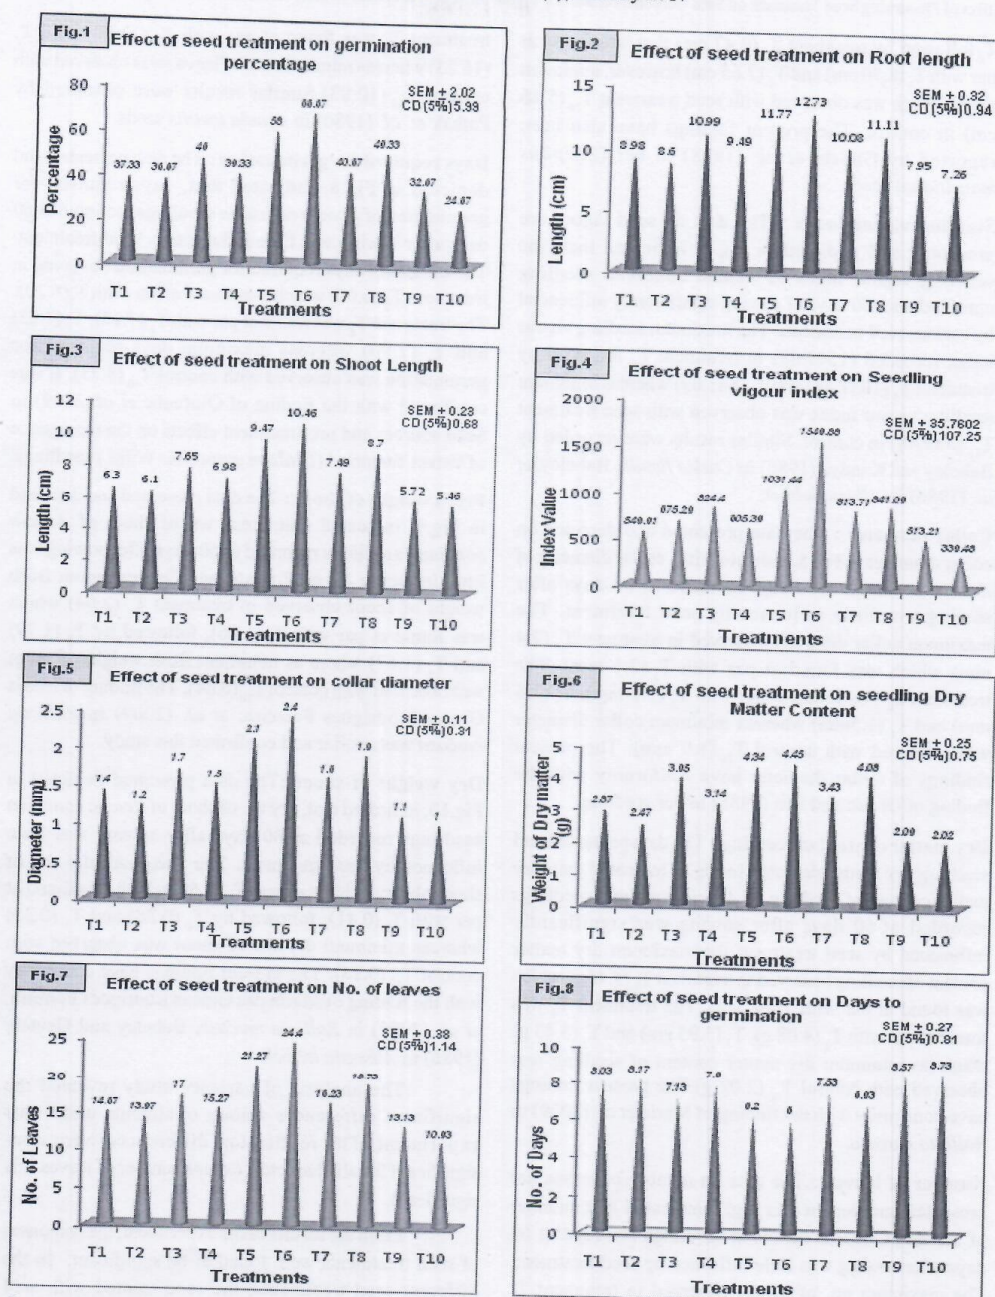 Fig.1
Effect of seed treatment on germination
percentage
SEM ± 2.02
CD (5%)5.99
Percentage
80
60
40
20
0
37.33 46 58 66.67 32.67 24.67
T1 T2 T3 T4 T5 T6 T7 T8 T9 T10
Treatments
Fig.2
Effect of seed treatment on Root length
SEM ± 0.32
CD (5%)0.94
Length (cm)
15
10
5
0
8.98 8.6 10.99 9.49 11.77 12.73 10.08 11.11 7.95 7.26
T1 T2 T3 T4 T5 T6 T7 T8 T9 T10
Treatments
Fig.3
Effect of seed treatment on Shoot Length
SEM ± 0.23
CD (5%)0.68
Length (cm)
12
10
8
6
4
2
0
6.3 6.1 7.65 6.98 9.47 10.46 7.49 8.7 5.72 5.46
T1 T2 T3 T4 T5 T6 T7 T8 T9 T10
Treatments
Fig.4
Effect of seed treatment on Seedling
vigour index
SEM ± 35.7602
CD (5%)107.25
Index Value
2000
1500
1000
500
0
675.29 824.4 605.39 1031.44 813.71 513.21 339.48
T1 T2 T3 T4 T5 T6 T7 T8 T9 T10
Treatments
Fig.5
Effect of seed treatment on collar diameter
SEM ± 0.11
CD (5%)0.31
Diameter (mm)
2.5
2
1.5
1
0.5
0
1.4 1.2 1.7 1.5 2.1 2.4 1.6 1.9 1.1 1
T1 T2 T3 T4 T5 T6 T7 T8 T9 T10
Treatments
Fig.6
Effect of seed treatment on seedling Dry
Matter Content
SEM ± 0.25
CD (5%)0.75
Weight of Dry matter
(g)
5
4
3
2
1
0
2.87 2.47 3.95 3.14 4.34 4.45 3.43 4.08 2.09 2.02
T1 T2 T3 T4 T5 T6 T7 T8 T9 T10
Treatments
Fig.7
Effect of seed treatment on No. of leaves
SEM ± 0.38
CD (5%)1.14
No. of Leaves
25
20
15
10
5
0
14.67 13.97 17 15.27 21.27 24.4 16.23 18.73 13.13 10.93
T1 T2 T3 T4 T5 T6 T7 T8 T9 T10
Treatments
Fig.8
Effect of seed treatment on Days to
germination
SEM ± 0.27
CD (5%)0.81
No. of Days
10
8
6
4
2
0
8.03 8.17 7.13 6.2 6 7.53 6.93 8.57 8.73
T1 T2 T3 T4 T5 T6 T7 T8 T9 T10
Treatments